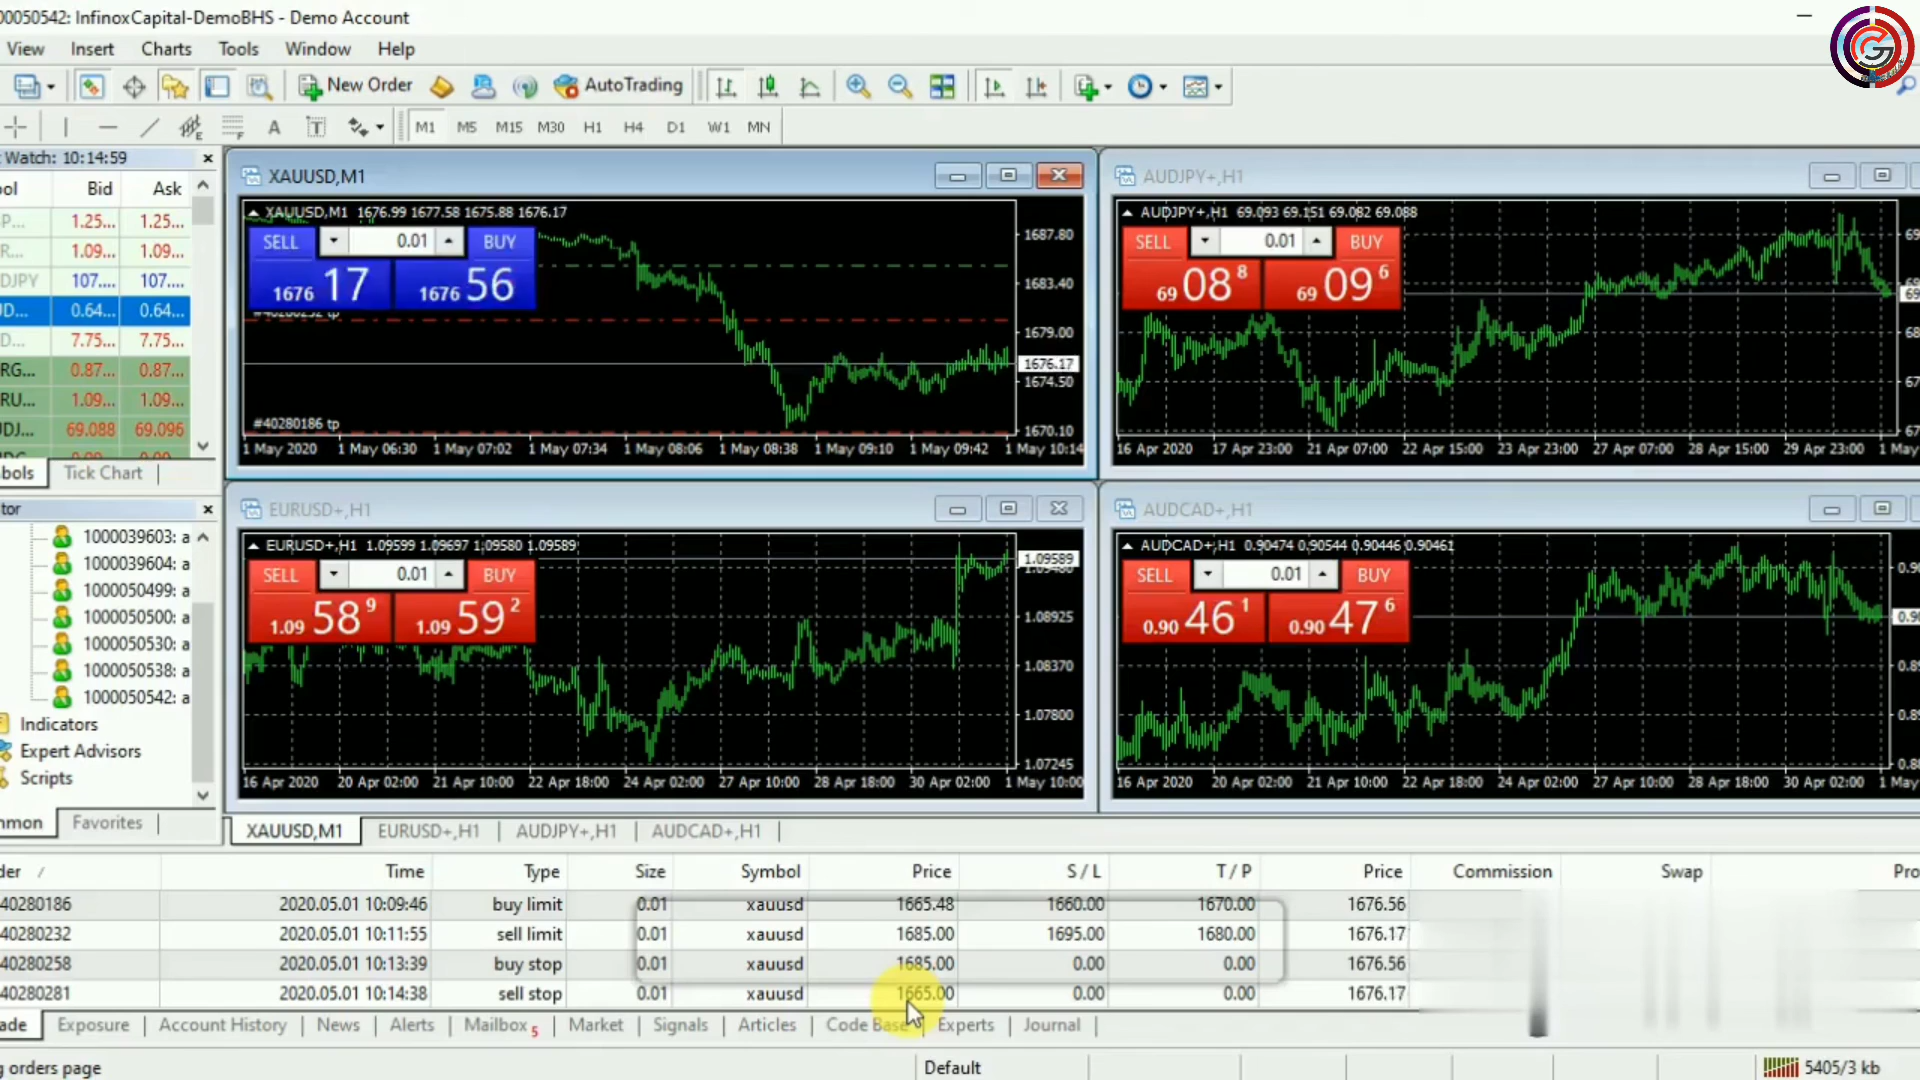 00050542: InfinoxCapital-DemoBHS - Demo Account
View Insert Charts Tools Window Help
New Order AutoTrading
A T M1 M5 M15 M30 H1 H4 D1 W1 MN
Watch: 10:14:59
Bid Ask
1.25... 1.25...
1.09... 1.09...
DJPY 107.... 107....
D... 0.64... 0.64...
D... 7.75... 7.75...
RG... 0.87... 0.87...
RU... 1.09... 1.09...
DJ... 69.088 69.096
bols Tick Chart
XAUUSD,M1
XAUUSD,M1 1676.99 1677.58 1675.88 1676.17
SELL 0.01 BUY
1676 17 1676 56
#40280232 tp
#40280186 tp
1687.80
1683.40
1679.00
1676.17
1674.50
1670.10
1 May 2020 1 May 06:30 1 May 07:02 1 May 07:34 1 May 08:06 1 May 08:38 1 May 09:10 1 May 09:42 1 May 10:14
AUDJPY+,H1
AUDJPY+,H1 69.093 69.151 69.082 69.088
SELL 0.01 BUY
69 08 8 69 09 6
16 Apr 2020 17 Apr 23:00 21 Apr 07:00 22 Apr 15:00 23 Apr 23:00 27 Apr 07:00 28 Apr 15:00 29 Apr 23:00 1 May
tor
1000039603: a
1000039604: a
1000050499: a
1000050500: a
1000050530: a
1000050538: a
1000050542: a
Indicators
Expert Advisors
Scripts
mmon Favorites
EURUSD+,H1
EURUSD+,H1 1.09599 1.09697 1.09580 1.09589
SELL 0.01 BUY
1.09 58 9 1.09 59 2
1.09589
1.09480
1.08925
1.08370
1.07800
1.07245
16 Apr 2020 20 Apr 02:00 21 Apr 10:00 22 Apr 18:00 24 Apr 02:00 27 Apr 10:00 28 Apr 18:00 30 Apr 02:00 1 May 10:00
AUDCAD+,H1
AUDCAD+,H1 0.90474 0.90544 0.90446 0.90461
SELL 0.01 BUY
0.90 46 1 0.90 47 6
16 Apr 2020 20 Apr 02:00 21 Apr 10:00 22 Apr 18:00 24 Apr 02:00 27 Apr 10:00 28 Apr 18:00 30 Apr 02:00 1 May
XAUUSD,M1 EURUSD+,H1 AUDJPY+,H1 AUDCAD+,H1
der / Time Type Size Symbol Price S / L T / P Price Commission Swap Pro
40280186 2020.05.01 10:09:46 buy limit 0.01 xauusd 1665.48 1660.00 1670.00 1676.56
40280232 2020.05.01 10:11:55 sell limit 0.01 xauusd 1685.00 1695.00 1680.00 1676.17
40280258 2020.05.01 10:13:39 buy stop 0.01 xauusd 1685.00 0.00 0.00 1676.56
40280281 2020.05.01 10:14:38 sell stop 0.01 xauusd 1665.00 0.00 0.00 1676.17
ade Exposure Account History News Alerts Mailbox 5 Market Signals Articles Code Base Experts Journal
g orders page Default 5405/3 kb